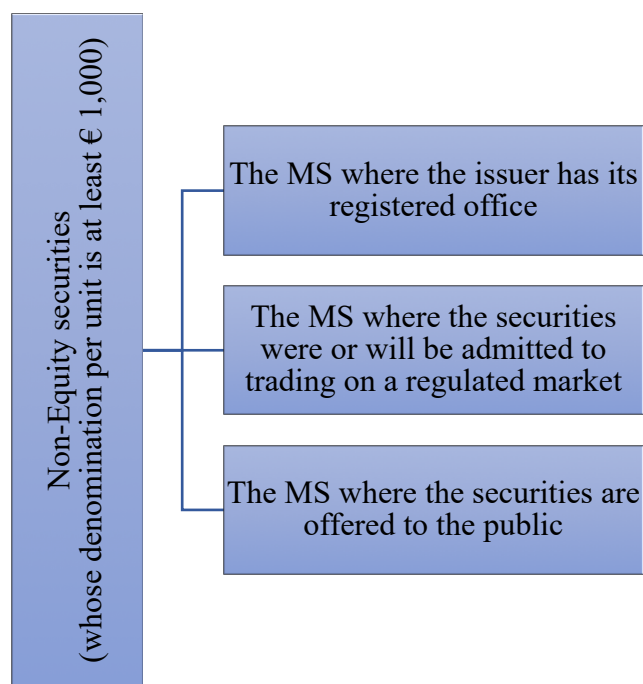 Non-Equity securities
(whose denomination per unit is at least € 1,000)
The MS where the issuer has its
registered office
The MS where the securities
were or will be admitted to
trading on a regulated market
The MS where the securities are
offered to the public